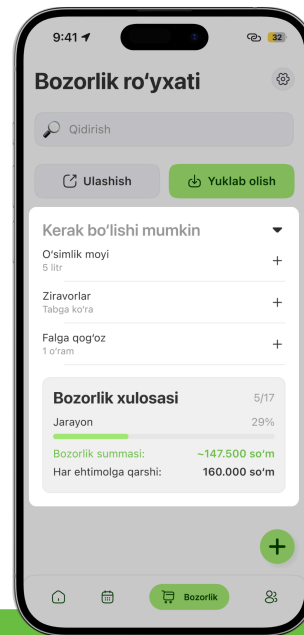 9:41
32
Bozorlik ro‘yxati
Qidirish
Ulashish
Yuklab olish
Kerak bo‘lishi mumkin
O‘simlik moyi
5 litr
Ziravorlar
Tabga ko‘ra
Falga qog‘oz
1 o‘ram
Bozorlik xulosasi 5/17
Jarayon 29%
Bozorlik summasi: ~147.500 so‘m
Har ehtimolga qarshi: 160.000 so‘m
Bozorlik